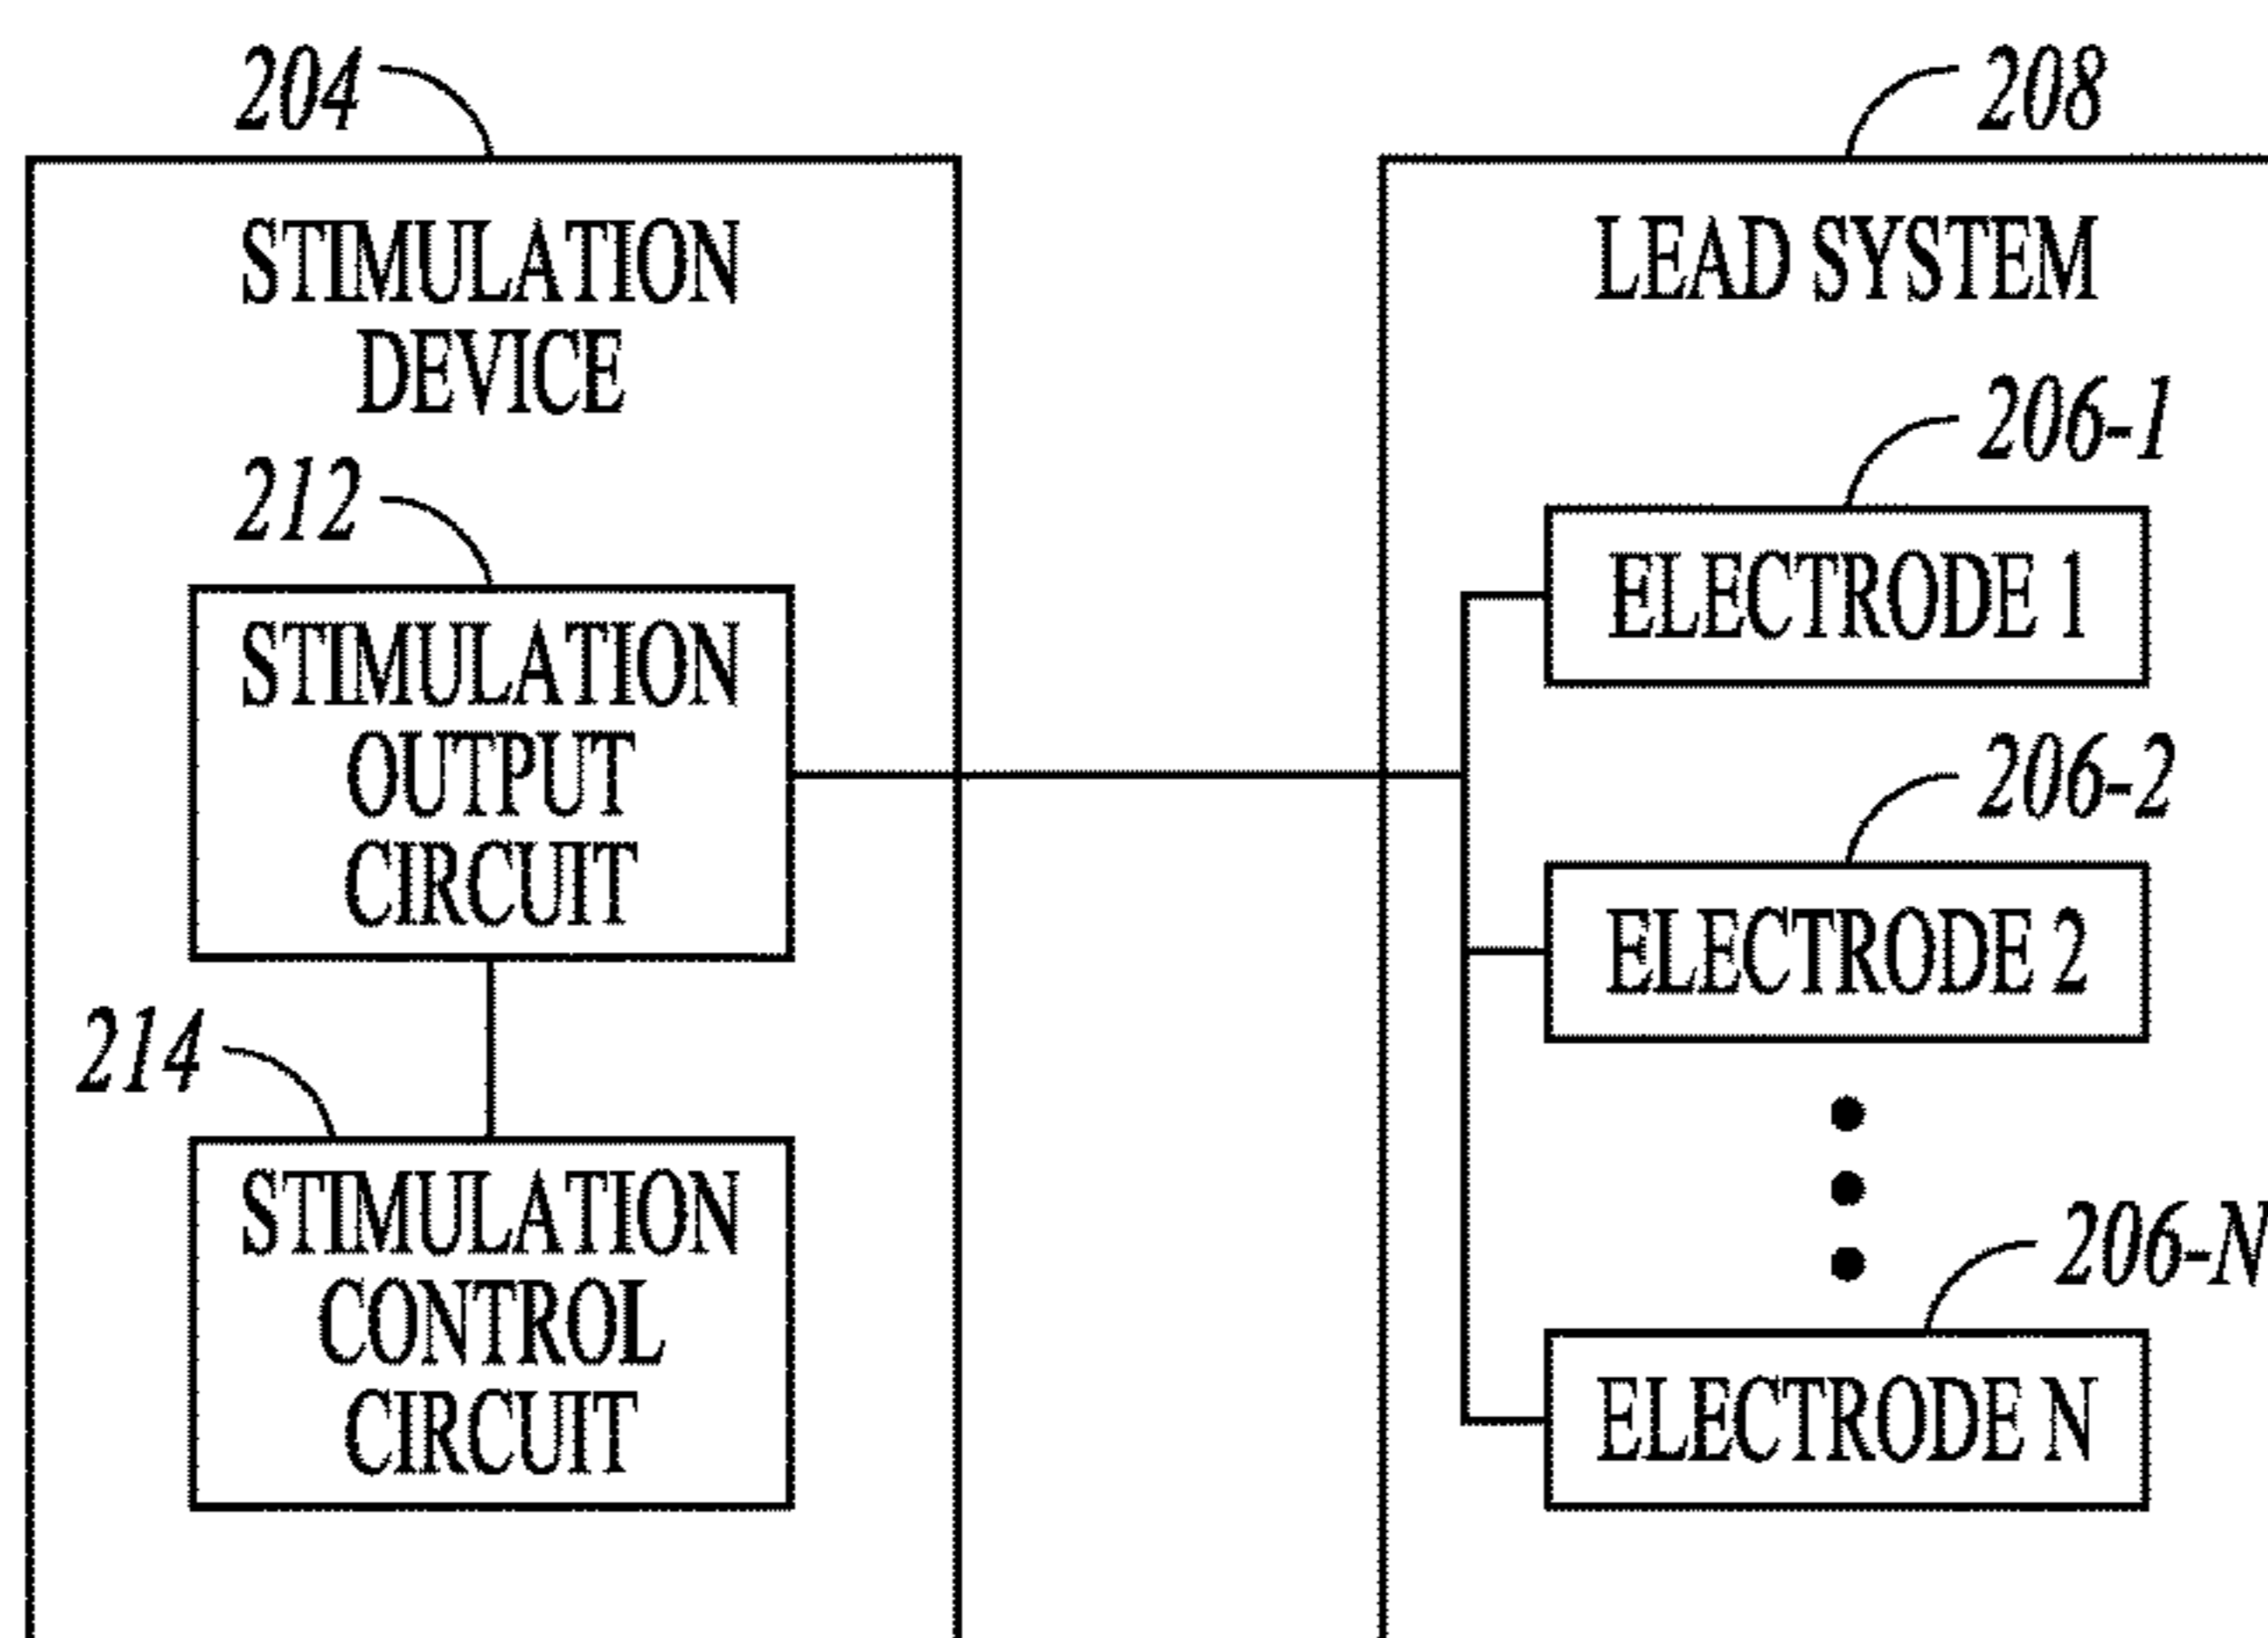 204
STIMULATION
DEVICE
212
STIMULATION
OUTPUT
CIRCUIT
214
STIMULATION
CONTROL
CIRCUIT
208
LEAD SYSTEM
206-1
ELECTRODE 1
206-2
ELECTRODE 2
206-N
ELECTRODE N